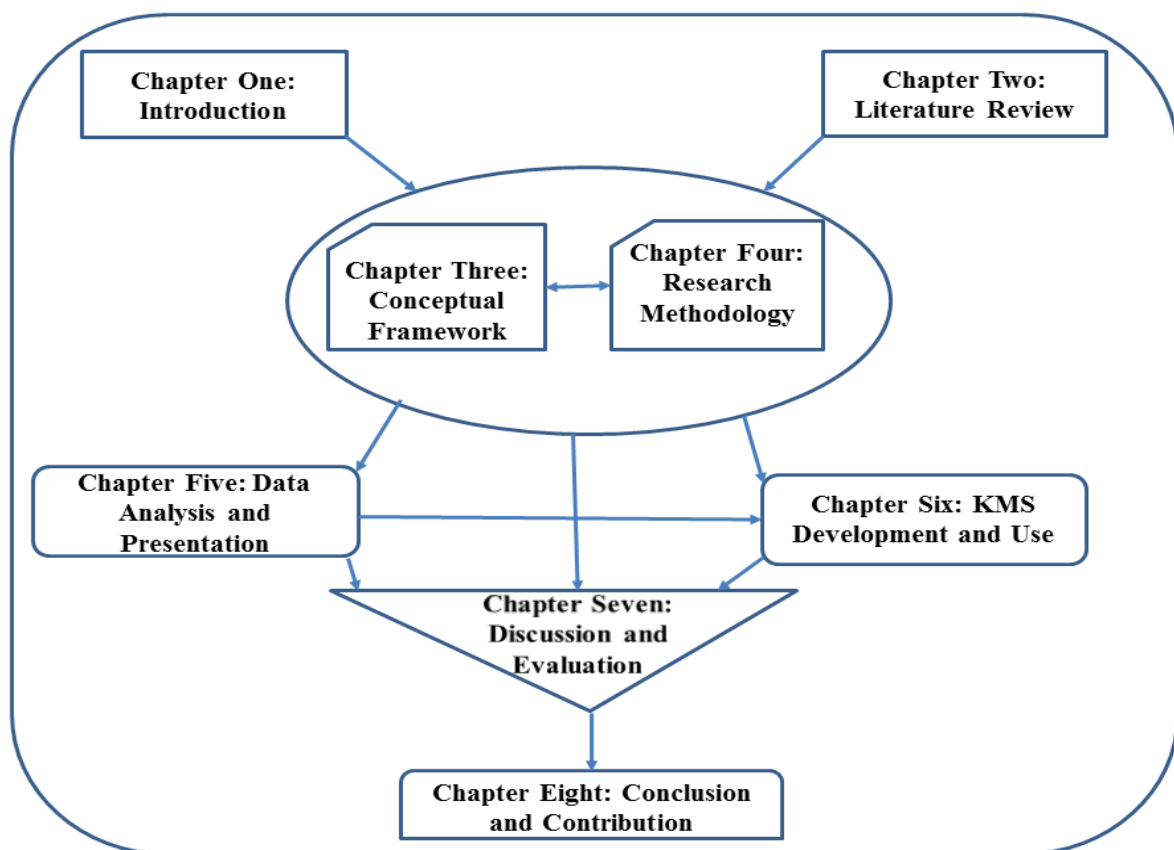 Chapter One:
Introduction
Chapter Two:
Literature Review
Chapter Three:
Conceptual
Framework
Chapter Four:
Research
Methodology
Chapter Five: Data
Analysis and
Presentation
Chapter Six: KMS
Development and Use
Chapter Seven:
Discussion and
Evaluation
Chapter Eight: Conclusion
and Contribution